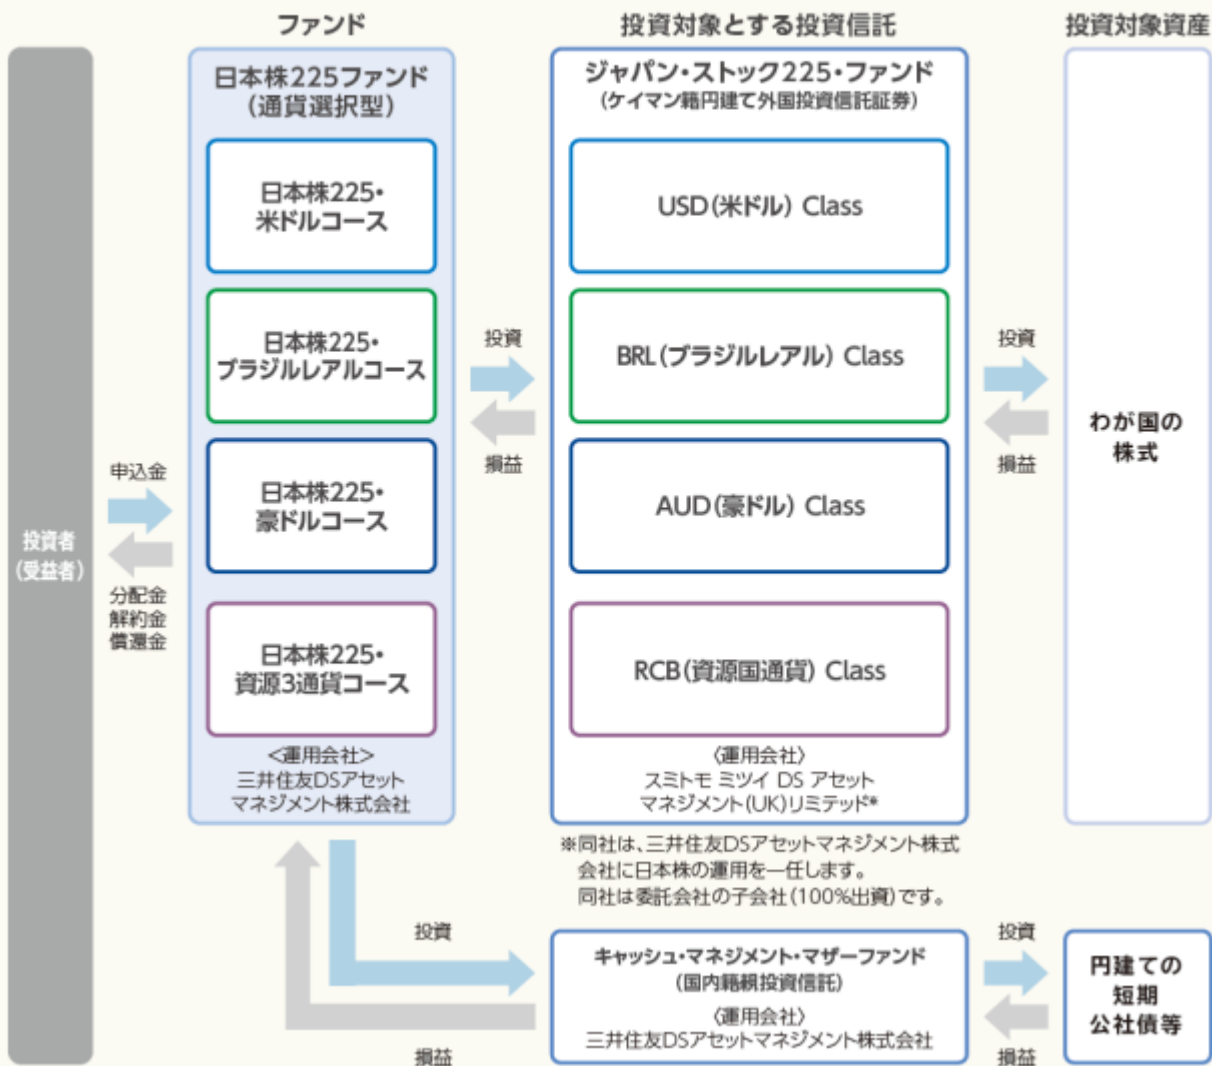 ファンド
投資対象とする投資信託
投資対象資産
投資者
(受益者)
申込金
分配金
解約金
償還金
日本株225ファンド
(通貨選択型)
日本株225・
米ドルコース
日本株225・
ブラジルレアルコース
日本株225・
豪ドルコース
日本株225・
資源3通貨コース
<運用会社>
三井住友DSアセット
マネジメント株式会社
投資
損益
ジャパン・ストック225・ファンド
(ケイマン籍円建て外国投資信託証券)
USD(米ドル) Class
BRL(ブラジルレアル) Class
AUD(豪ドル) Class
RCB(資源国通貨) Class
〈運用会社〉
スミトモ ミツイ DS アセット
マネジメント(UK)リミテッド※
投資
損益
わが国の
株式
※同社は、三井住友DSアセットマネジメント株式
会社に日本株の運用を一任します。
同社は委託会社の子会社(100%出資)です。
投資
損益
キャッシュ・マネジメント・マザーファンド
(国内籍親投資信託)
〈運用会社〉
三井住友DSアセットマネジメント株式会社
投資
損益
円建ての
短期
公社債等